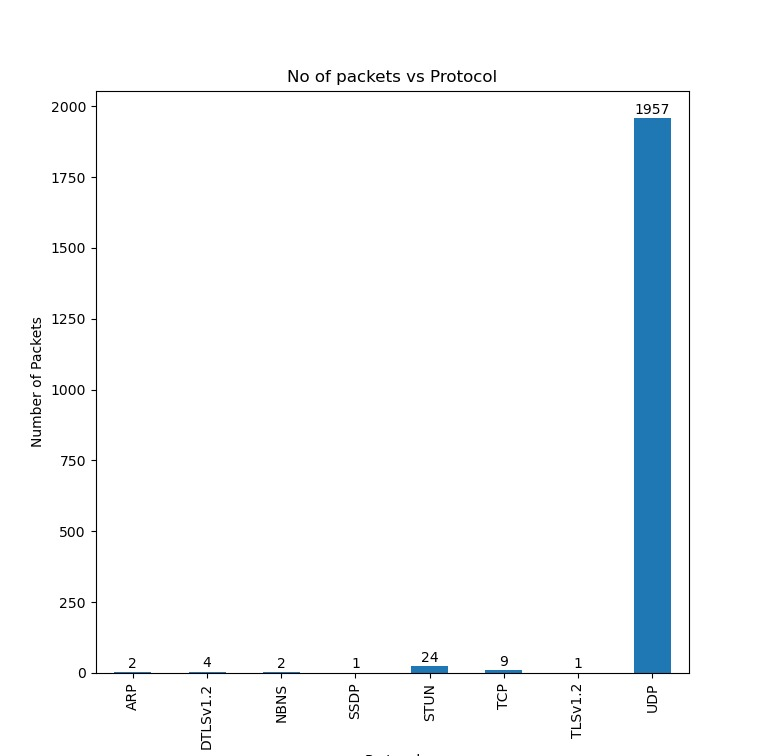 No of packets vs Protocol
2000
1750
1500
1250
1000
750
500
250
0
Number of Packets
2
4
2
1
24
9
1
1957
ARP
DTLSv1.2
NBNS
SSDP
STUN
TCP
TLSv1.2
UDP